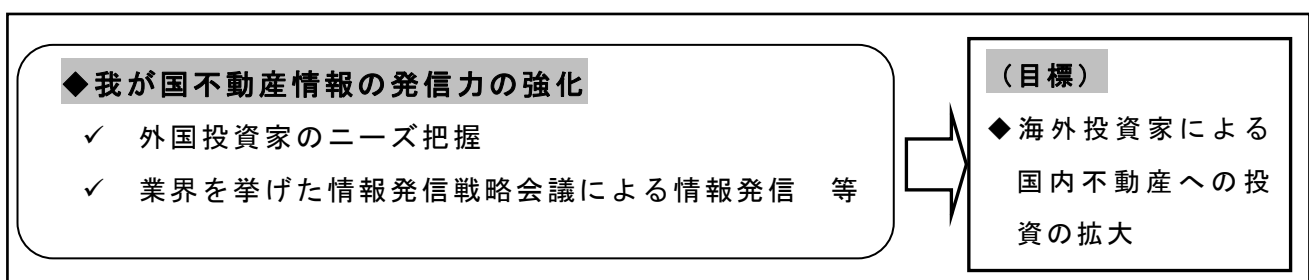 ◆我が国不動産情報の発信力の強化
✓ 外国投資家のニーズ把握
✓ 業界を挙げた情報発信戦略会議による情報発信 等
(目標)
◆海外投資家による
国内不動産への投
資の拡大